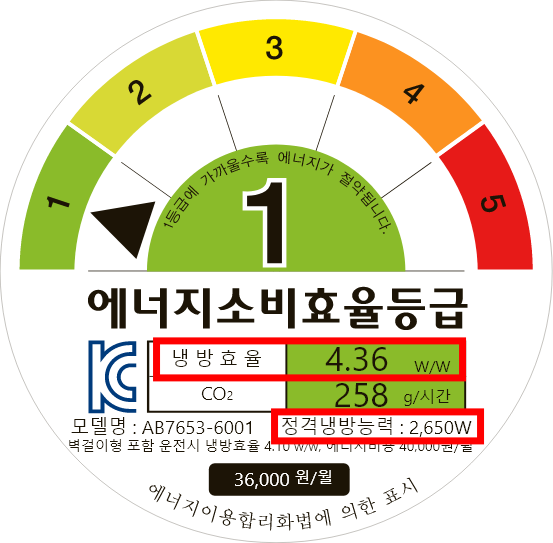 1
2
3
4
5
1등급에 가까울수록 에너지가 절약됩니다.
1
에너지소비효율등급
냉방효율 4.36 W/W
CO2 258 g/시간
모델명 : AB7653-6001 정격냉방능력 : 2,650W
벽걸이형 포함 운전시 냉방효율 4.10 W/W, 에너지비용 40,000원/월
36,000 원/월
에너지이용합리화법에 의한 표시